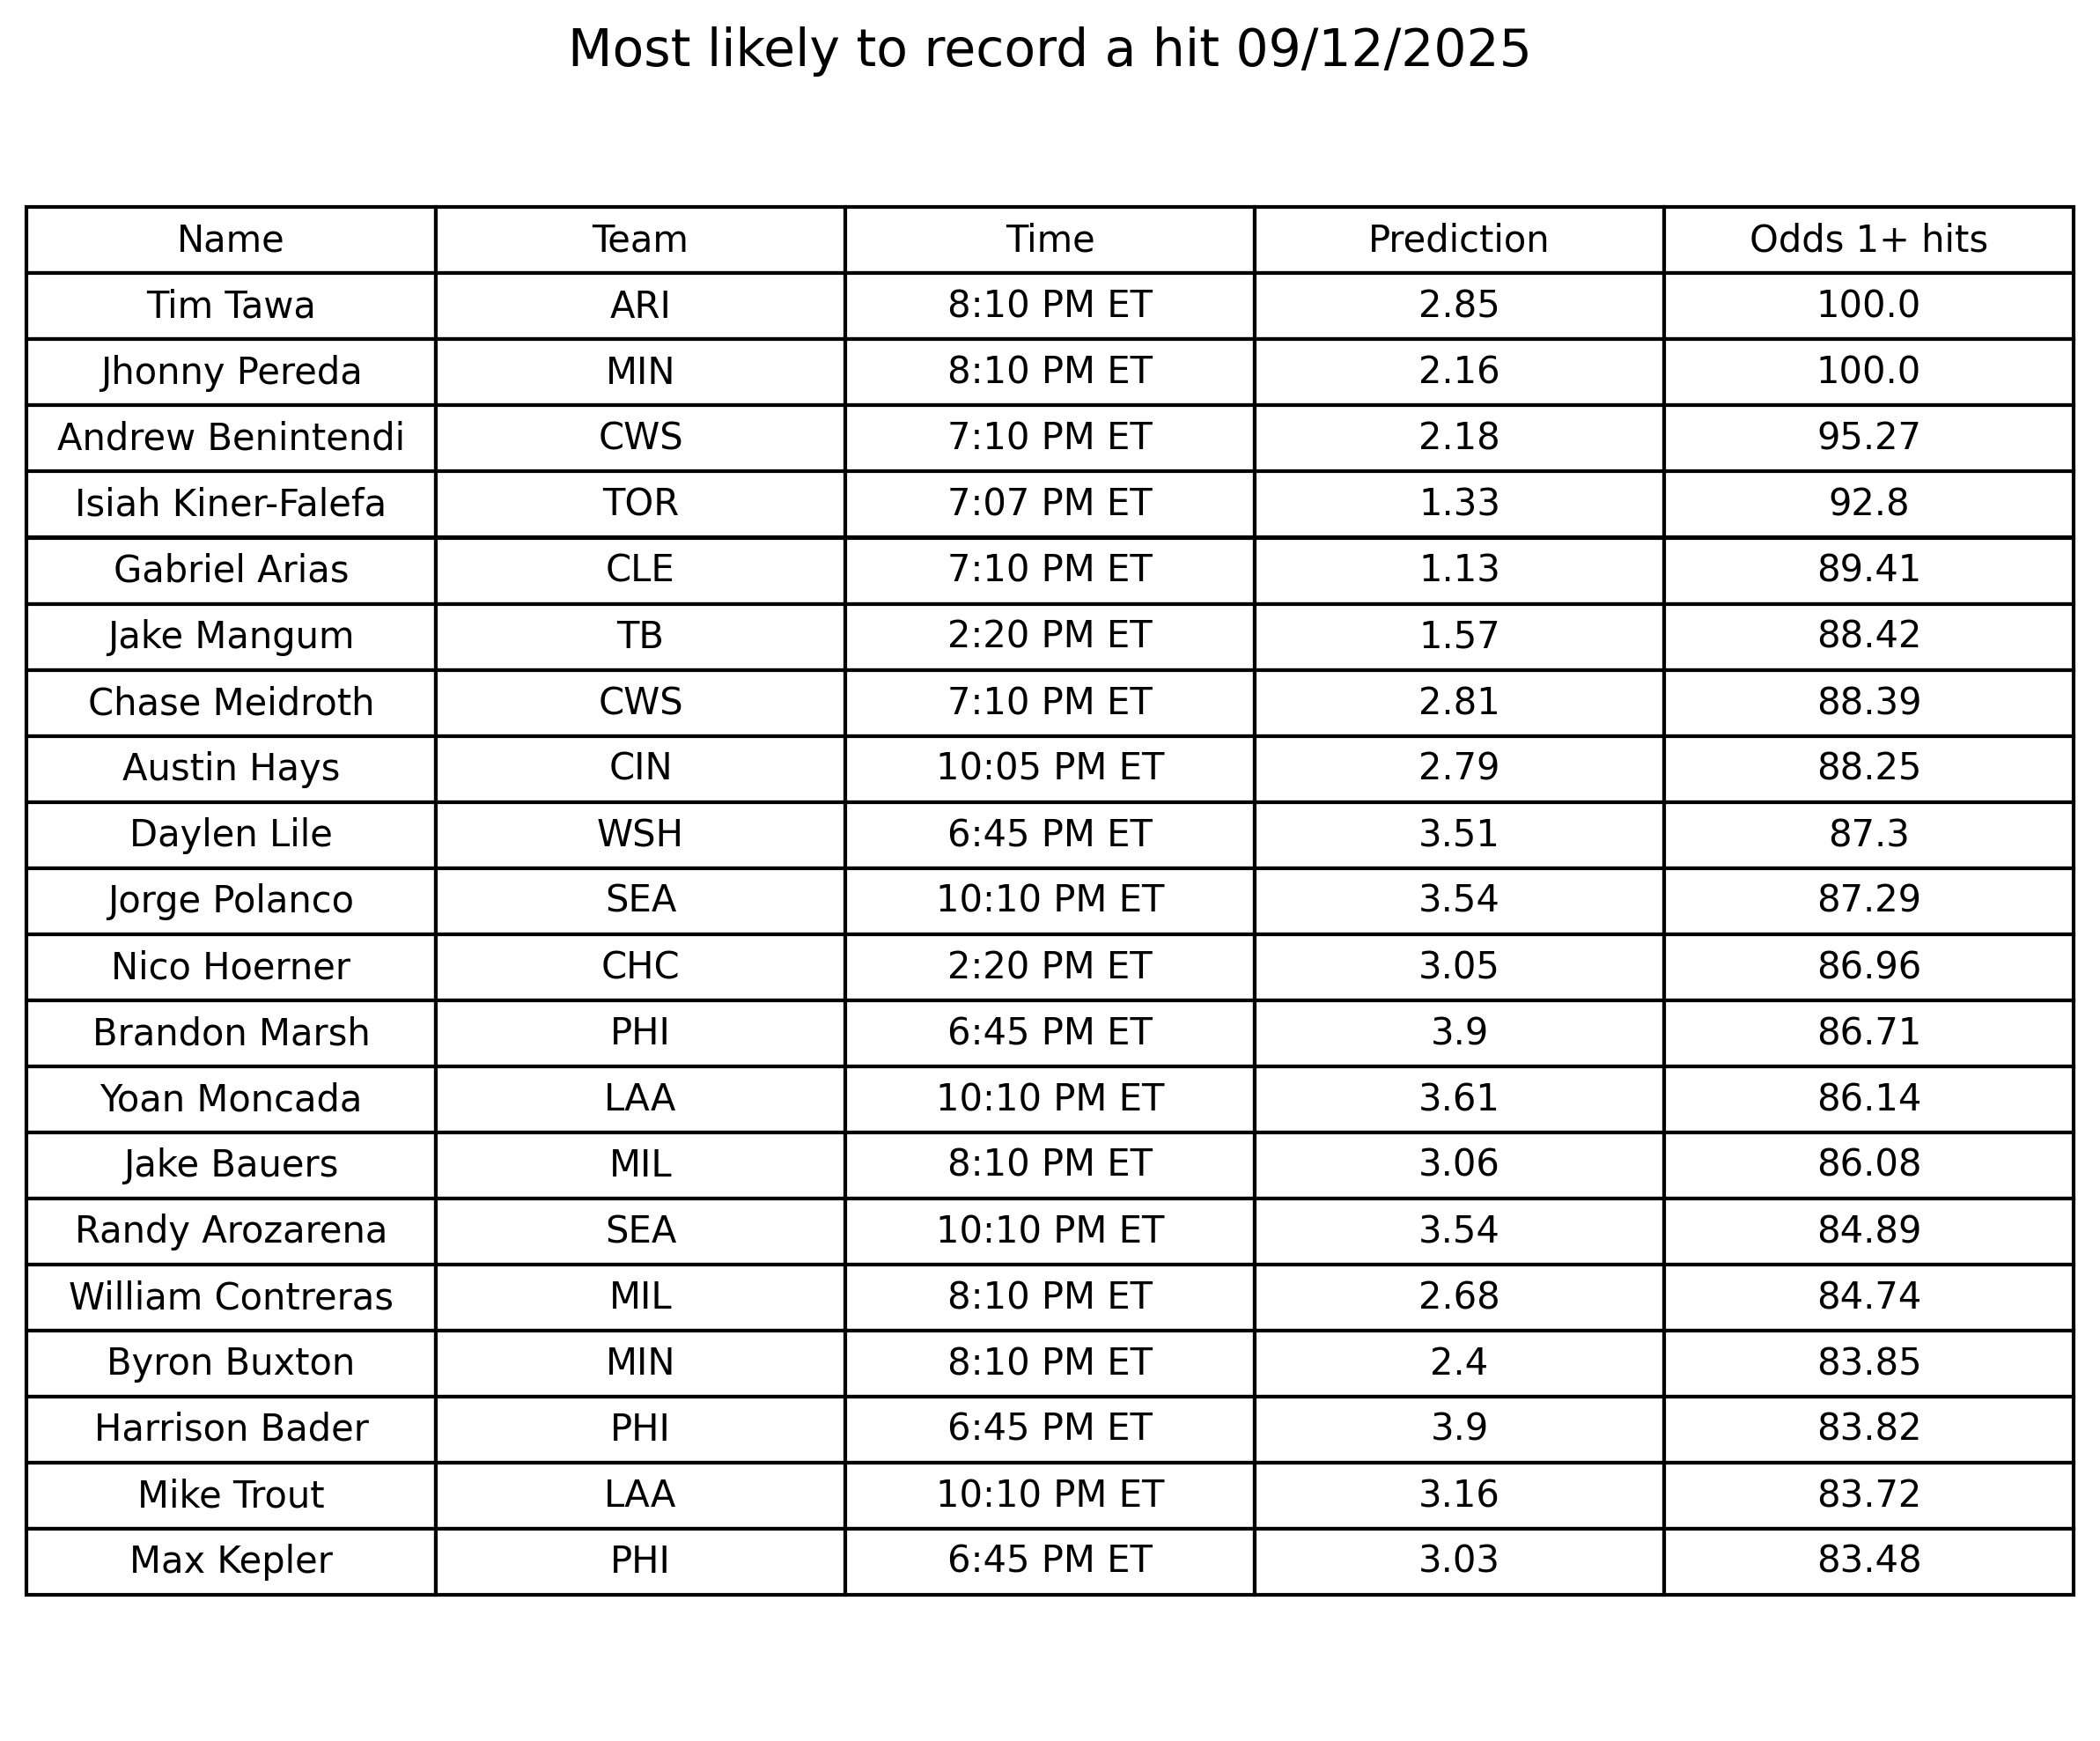 Most likely to record a hit 09/12/2025
Name Team Time Prediction Odds 1+ hits
Tim Tawa ARI 8:10 PM ET 2.85 100.0
Jhonny Pereda MIN 8:10 PM ET 2.16 100.0
Andrew Benintendi CWS 7:10 PM ET 2.18 95.27
Isiah Kiner-Falefa TOR 7:07 PM ET 1.33 92.8
Gabriel Arias CLE 7:10 PM ET 1.13 89.41
Jake Mangum TB 2:20 PM ET 1.57 88.42
Chase Meidroth CWS 7:10 PM ET 2.81 88.39
Austin Hays CIN 10:05 PM ET 2.79 88.25
Daylen Lile WSH 6:45 PM ET 3.51 87.3
Jorge Polanco SEA 10:10 PM ET 3.54 87.29
Nico Hoerner CHC 2:20 PM ET 3.05 86.96
Brandon Marsh PHI 6:45 PM ET 3.9 86.71
Yoan Moncada LAA 10:10 PM ET 3.61 86.14
Jake Bauers MIL 8:10 PM ET 3.06 86.08
Randy Arozarena SEA 10:10 PM ET 3.54 84.89
William Contreras MIL 8:10 PM ET 2.68 84.74
Byron Buxton MIN 8:10 PM ET 2.4 83.85
Harrison Bader PHI 6:45 PM ET 3.9 83.82
Mike Trout LAA 10:10 PM ET 3.16 83.72
Max Kepler PHI 6:45 PM ET 3.03 83.48